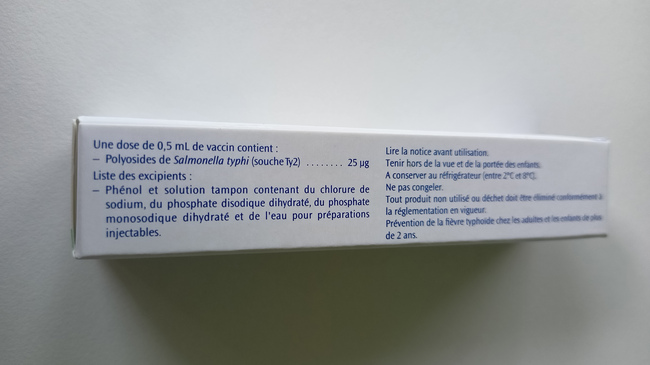 Une dose de 0,5 mL de vaccin contient :
– Polyosides de Salmonella typhi (souche Ty2) ........ 25 µg
Liste des excipients :
– Phénol et solution tampon contenant du chlorure de
sodium, du phosphate disodique dihydraté, du phosphate
monosodique dihydraté et de l'eau pour préparations
injectables.
Lire la notice avant utilisation.
Tenir hors de la vue et de la portée des enfants.
A conserver au réfrigérateur (entre 2°C et 8°C).
Ne pas congeler.
Tout produit non utilisé ou déchet doit être éliminé conformément à
la réglementation en vigueur.
Prévention de la fièvre typhoïde chez les adultes et les enfants de plus
de 2 ans.